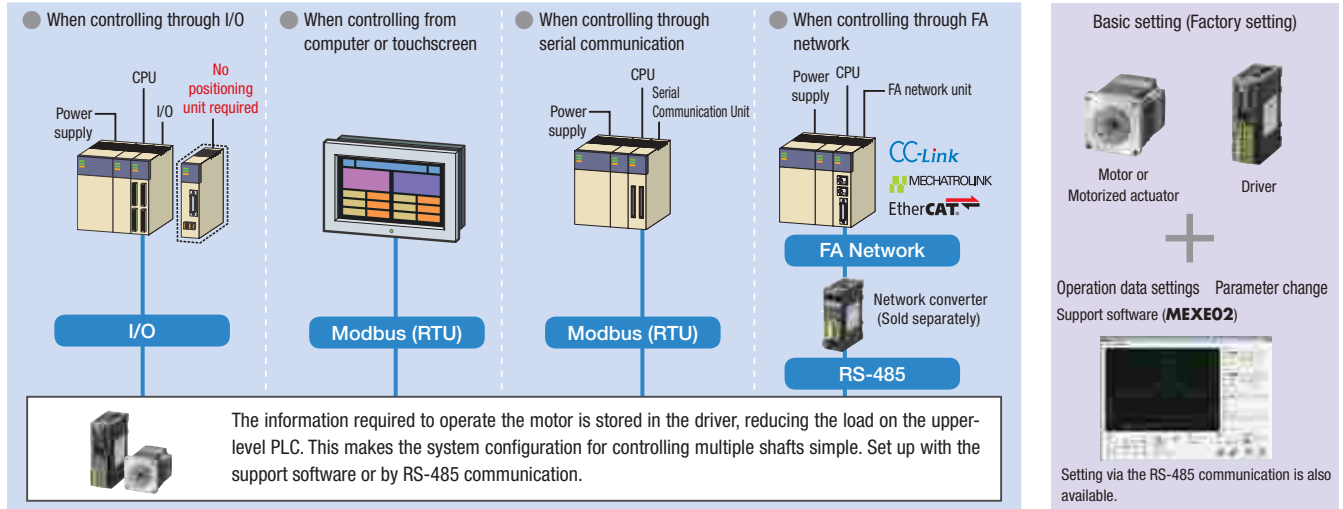 When controlling through I/O
CPU
No
positioning
unit required
Power
supply
I/O
I/O
When controlling from
computer or touchscreen
Modbus (RTU)
When controlling through
serial communication
CPU
Serial
Communication Unit
Power
supply
Modbus (RTU)
When controlling through FA
network
Power
supply
CPU
FA network unit
CC-Link
MECHATROLINK
EtherCAT®
FA Network
Network converter
(Sold separately)
RS-485
The information required to operate the motor is stored in the driver, reducing the load on the upper-
level PLC. This makes the system configuration for controlling multiple shafts simple. Set up with the
support software or by RS-485 communication.
Basic setting (Factory setting)
Motor or
Motorized actuator
Driver
Operation data settings Parameter change
Support software (MEXE02)
Setting via the RS-485 communication is also
available.